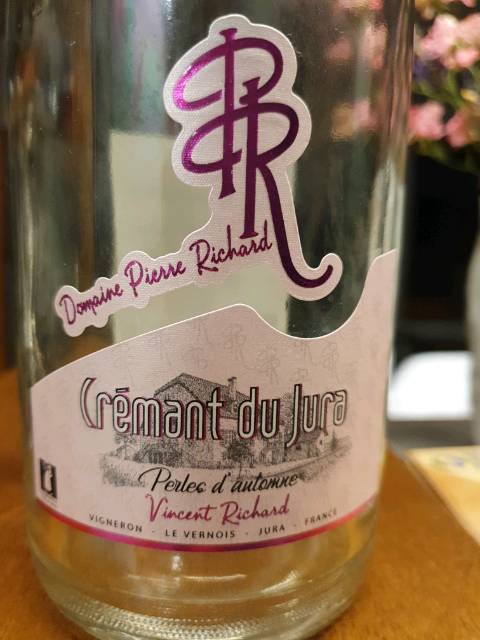 PR
Domaine Pierre Richard
Crémant du Jura
Perles d'automne
Vincent Richard
VIGNERON - LE VERNOIS - JURA - FRANCE